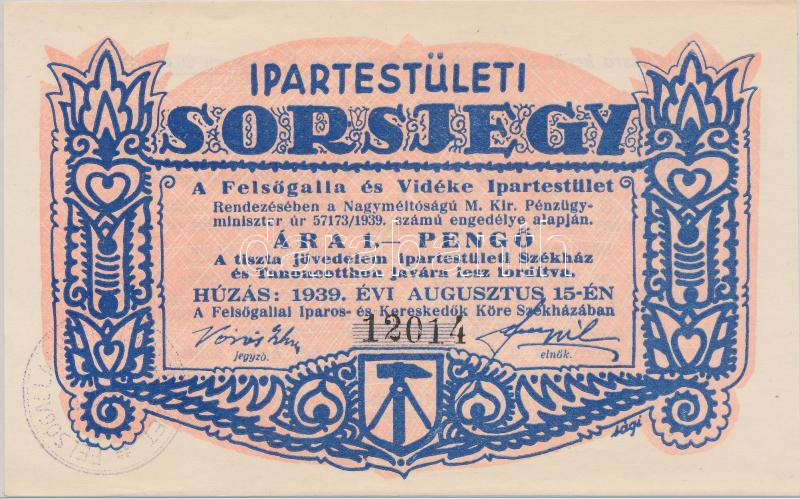 IPARTESTÜLETI
SORSJEGY
A Felsőgalla és Vidéke Ipartestület
Rendezésében a Nagyméltóságú M. Kir. Pénzügy-
miniszter úr 57173/1939. számú engedélye alapján.
ÁRA 1,— PENGŐ
A tiszta jövedelem ipartestületi Székház
és Tanoncotthon javára lesz fordítva.
HÚZÁS: 1939. ÉVI AUGUSZTUS 15-ÉN
A Felsőgallai Iparos- és Kereskedők Köre Székházában
12014
jegyző.
elnök.
sági
FELSŐGALLA